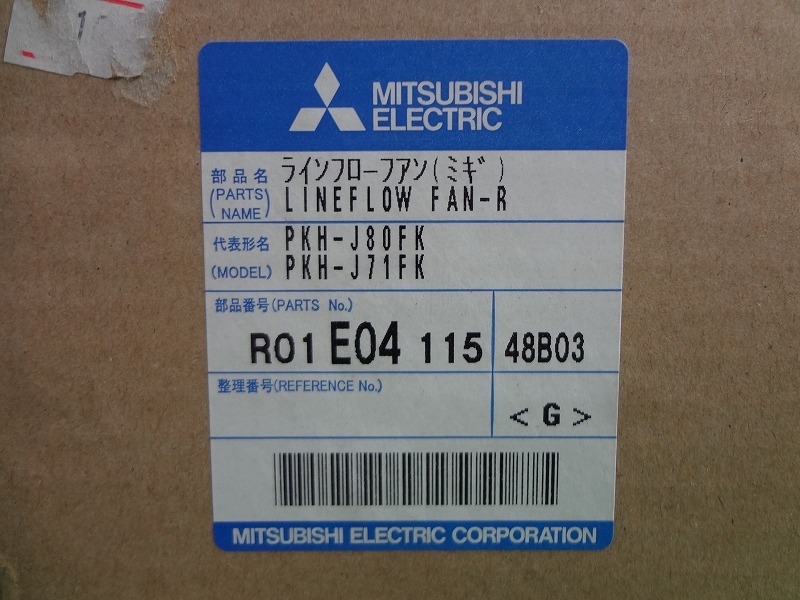 MITSUBISHI
ELECTRIC
部品名 ラインフローファン(ミギ)
(PARTS NAME) LINEFLOW FAN-R
代表形名 PKH-J80FK
(MODEL) PKH-J71FK
部品番号(PARTS No.)
R01 E04 115 48B03
整理番号(REFERENCE No.)
<G>
MITSUBISHI ELECTRIC CORPORATION